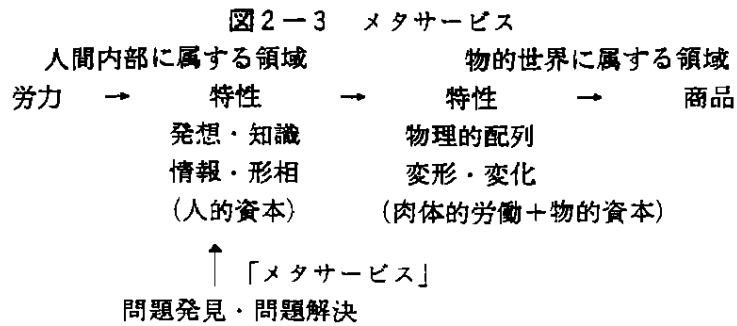 図2-3 メタサービス
人間内部に属する領域 物的世界に属する領域
労力 → 特性 → 特性 → 商品
発想・知識 物理的配列
情報・形相 変形・変化
(人的資本) (肉体的労働+物的資本)
↑ 「メタサービス」
問題発見・問題解決